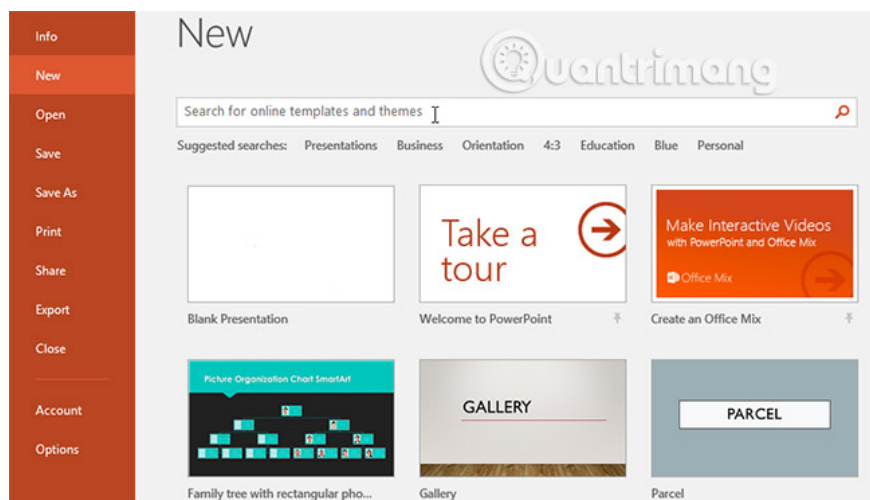 Info
New
Open
Save
Save As
Print
Share
Export
Close
Account
Options
New
Quantrimang
Search for online templates and themes
Suggested searches: Presentations Business Orientation 4:3 Education Blue Personal
Take a
tour
Make Interactive Videos
with PowerPoint and Office Mix
Office Mix
Blank Presentation
Welcome to PowerPoint
Create an Office Mix
Picture Organization Chart SmartArt
GALLERY
PARCEL
Family tree with rectangular pho...
Gallery
Parcel